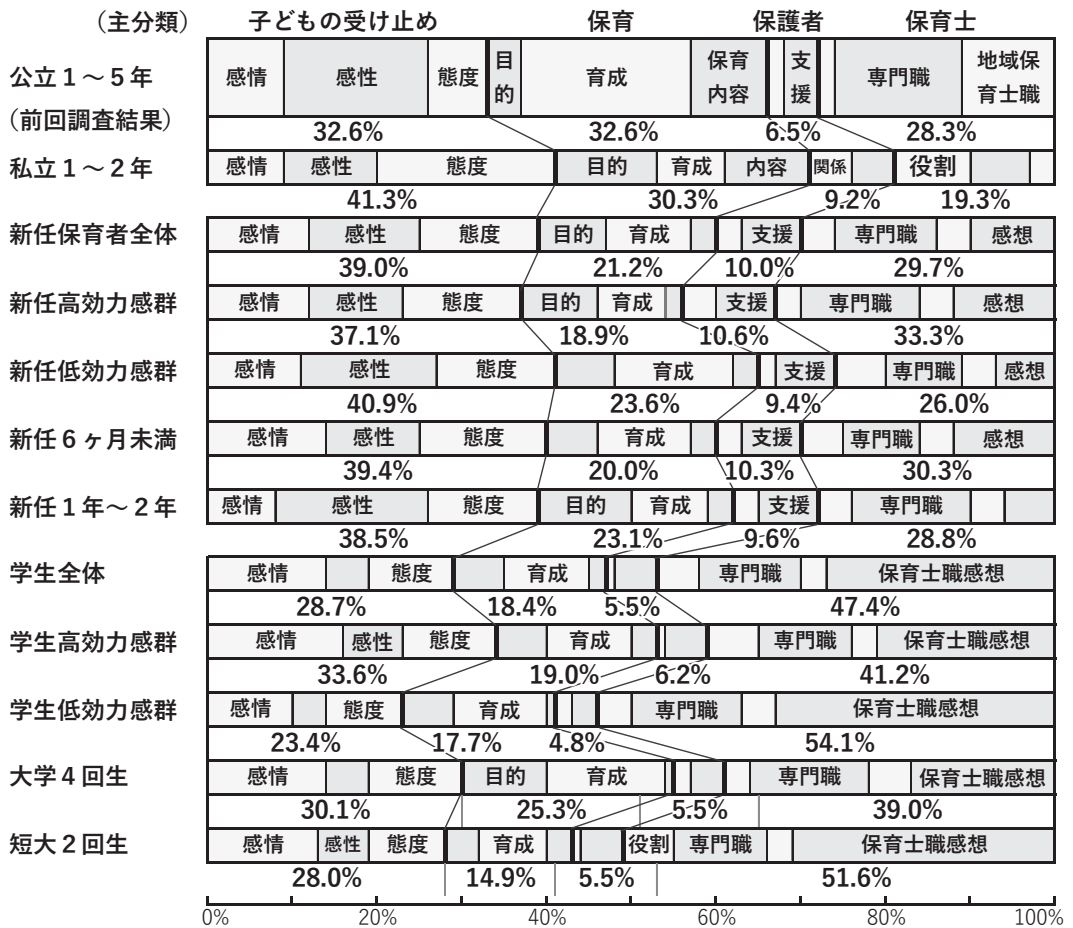 （主分類） 子どもの受け止め 保育 保護者 保育士
公立１～５年 感情 感性 態度 目的 育成 保育内容 支援 専門職 地域保育士職
（前回調査結果） 32.6% 32.6% 6.5% 28.3%
私立１～２年 感情 感性 態度 目的 育成 内容 関係 役割
41.3% 30.3% 9.2% 19.3%
新任保育者全体 感情 感性 態度 目的 育成 支援 専門職 感想
39.0% 21.2% 10.0% 29.7%
新任高効力感群 感情 感性 態度 目的 育成 支援 専門職 感想
37.1% 18.9% 10.6% 33.3%
新任低効力感群 感情 感性 態度 育成 支援 専門職 感想
40.9% 23.6% 9.4% 26.0%
新任６ヶ月未満 感情 感性 態度 育成 支援 専門職 感想
39.4% 20.0% 10.3% 30.3%
新任１年～２年 感情 感性 態度 目的 育成 支援 専門職
38.5% 23.1% 9.6% 28.8%
学生全体 感情 態度 育成 専門職 保育士職感想
28.7% 18.4% 5.5% 47.4%
学生高効力感群 感情 感性 態度 育成 専門職 保育士職感想
33.6% 19.0% 6.2% 41.2%
学生低効力感群 感情 態度 育成 専門職 保育士職感想
23.4% 17.7% 4.8% 54.1%
大学４回生 感情 態度 目的 育成 専門職 保育士職感想
30.1% 25.3% 5.5% 39.0%
短大２回生 感情 感性 態度 育成 役割 専門職 保育士職感想
28.0% 14.9% 5.5% 51.6%
0% 20% 40% 60% 80% 100%